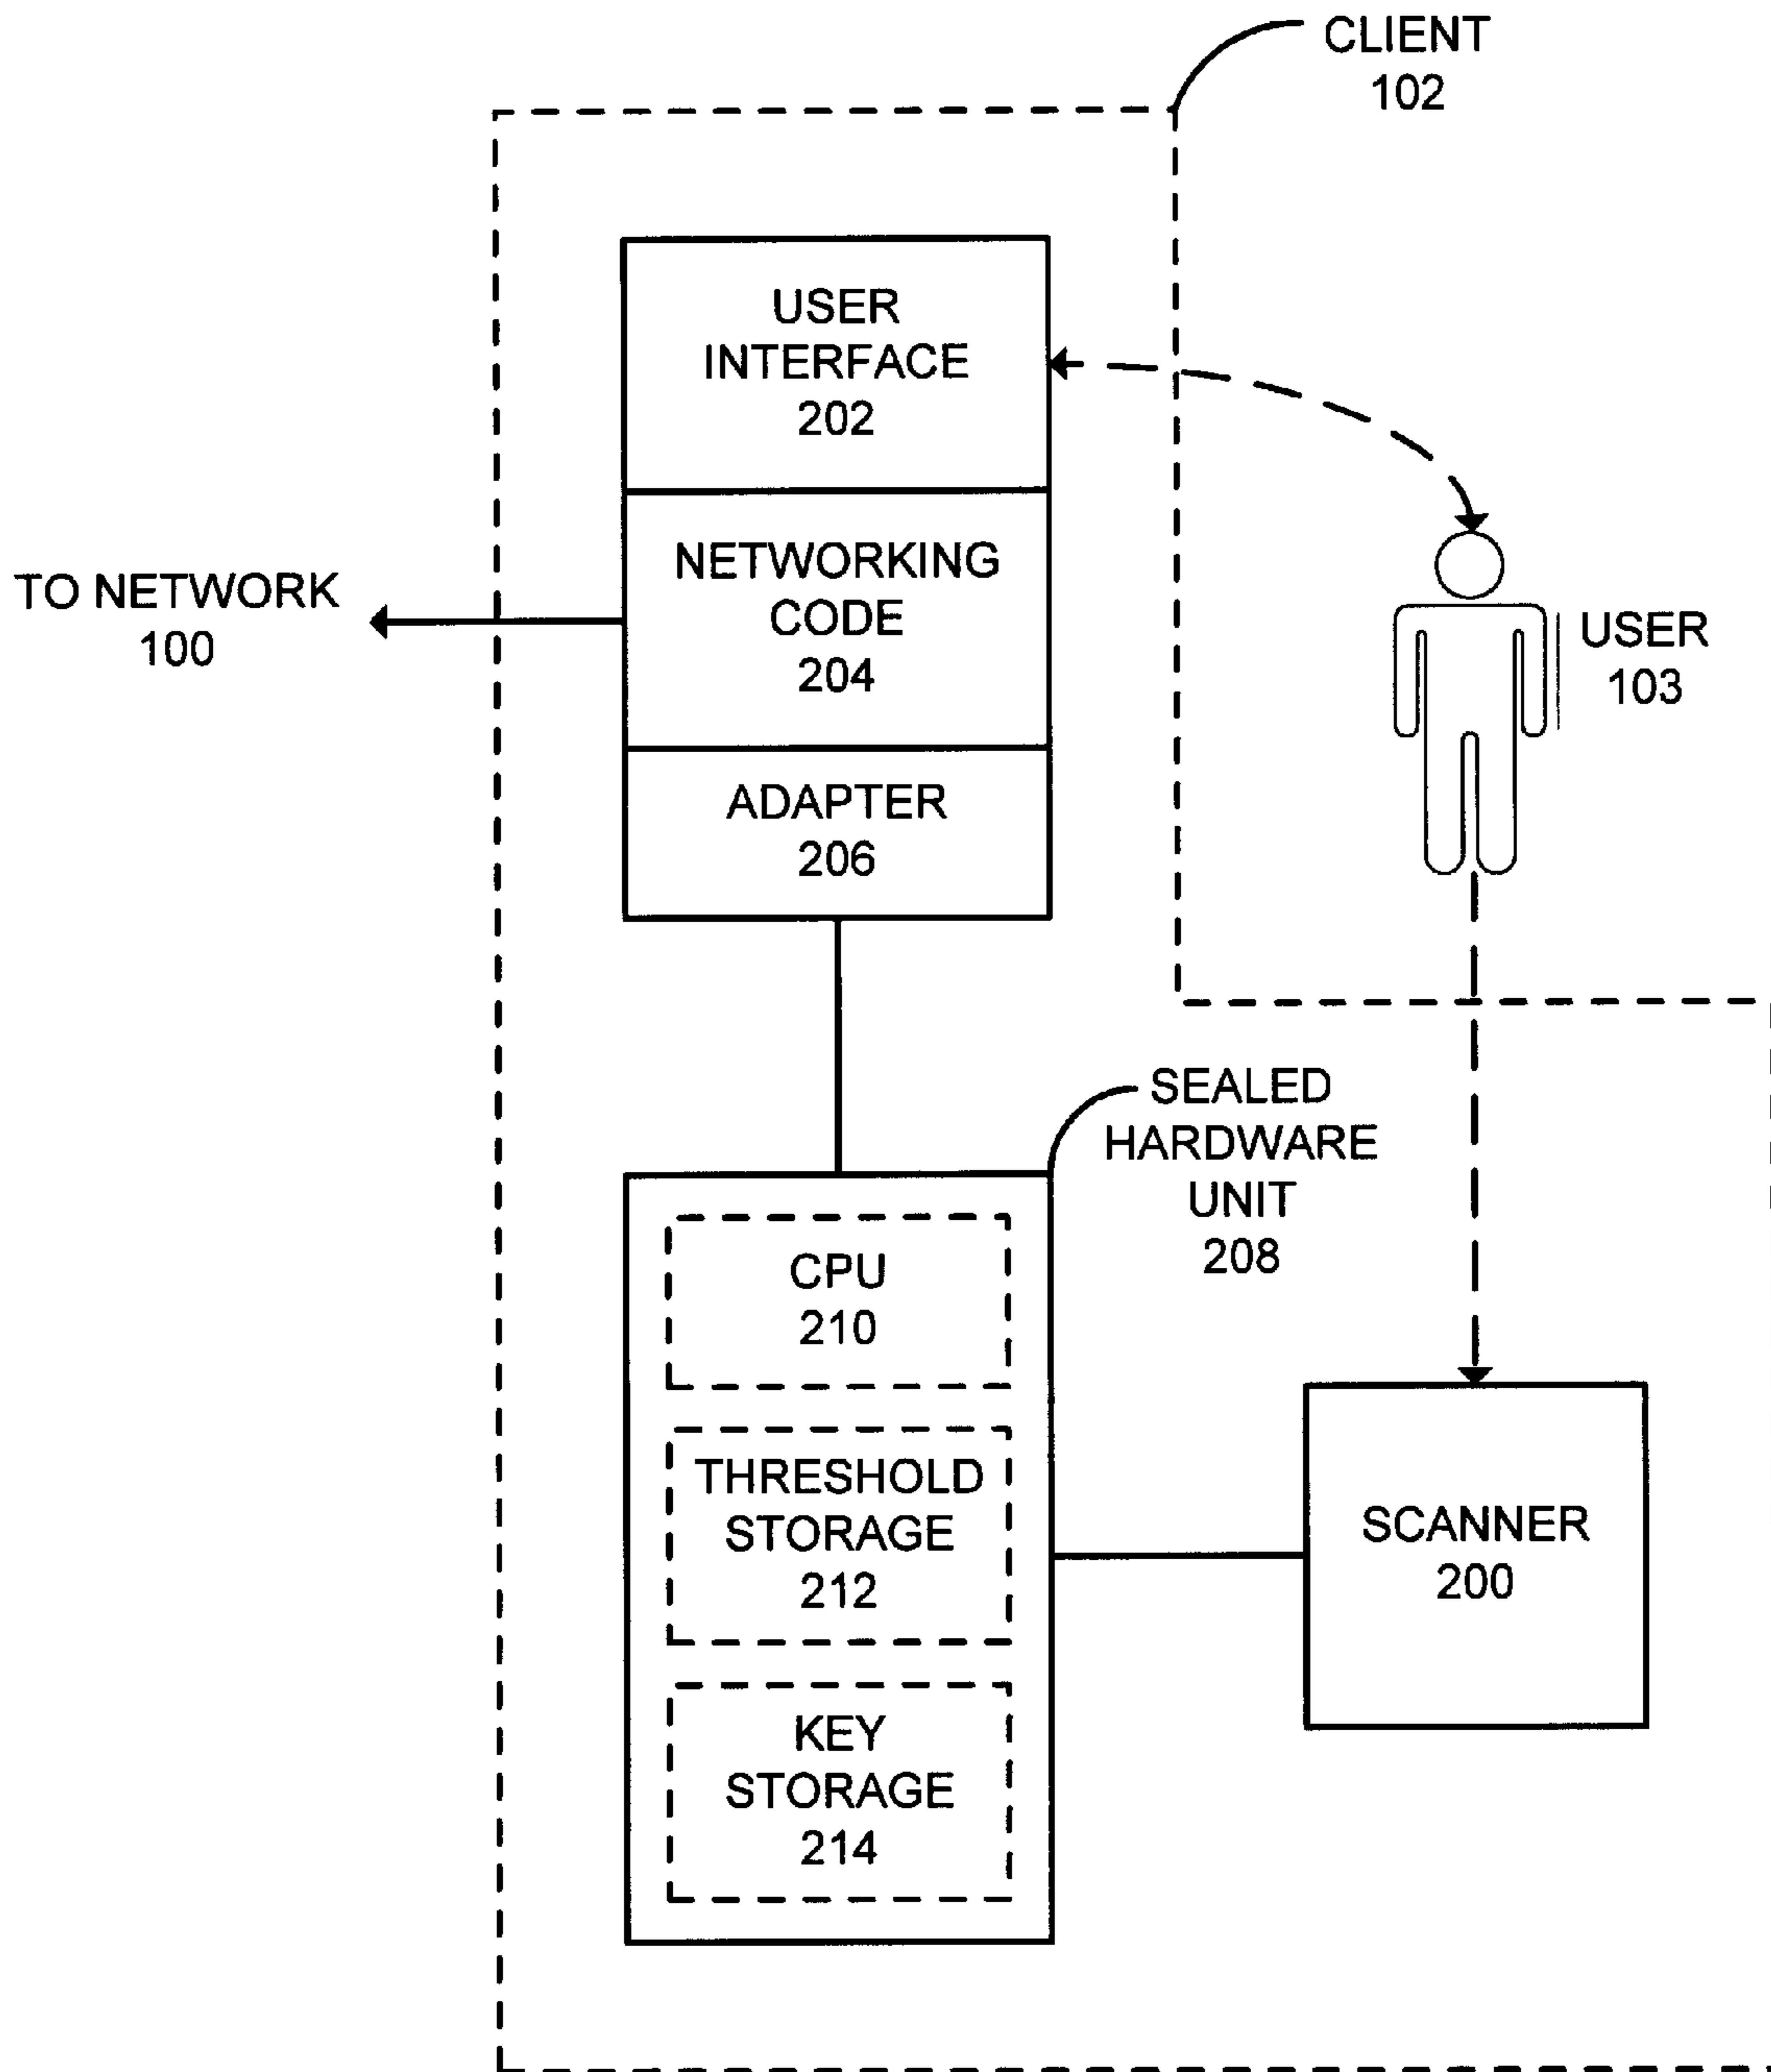 CLIENT
102
USER
INTERFACE
202
NETWORKING
CODE
204
TO NETWORK
100
USER
103
ADAPTER
206
SEALED
HARDWARE
UNIT
208
CPU
210
THRESHOLD
STORAGE
212
SCANNER
200
KEY
STORAGE
214